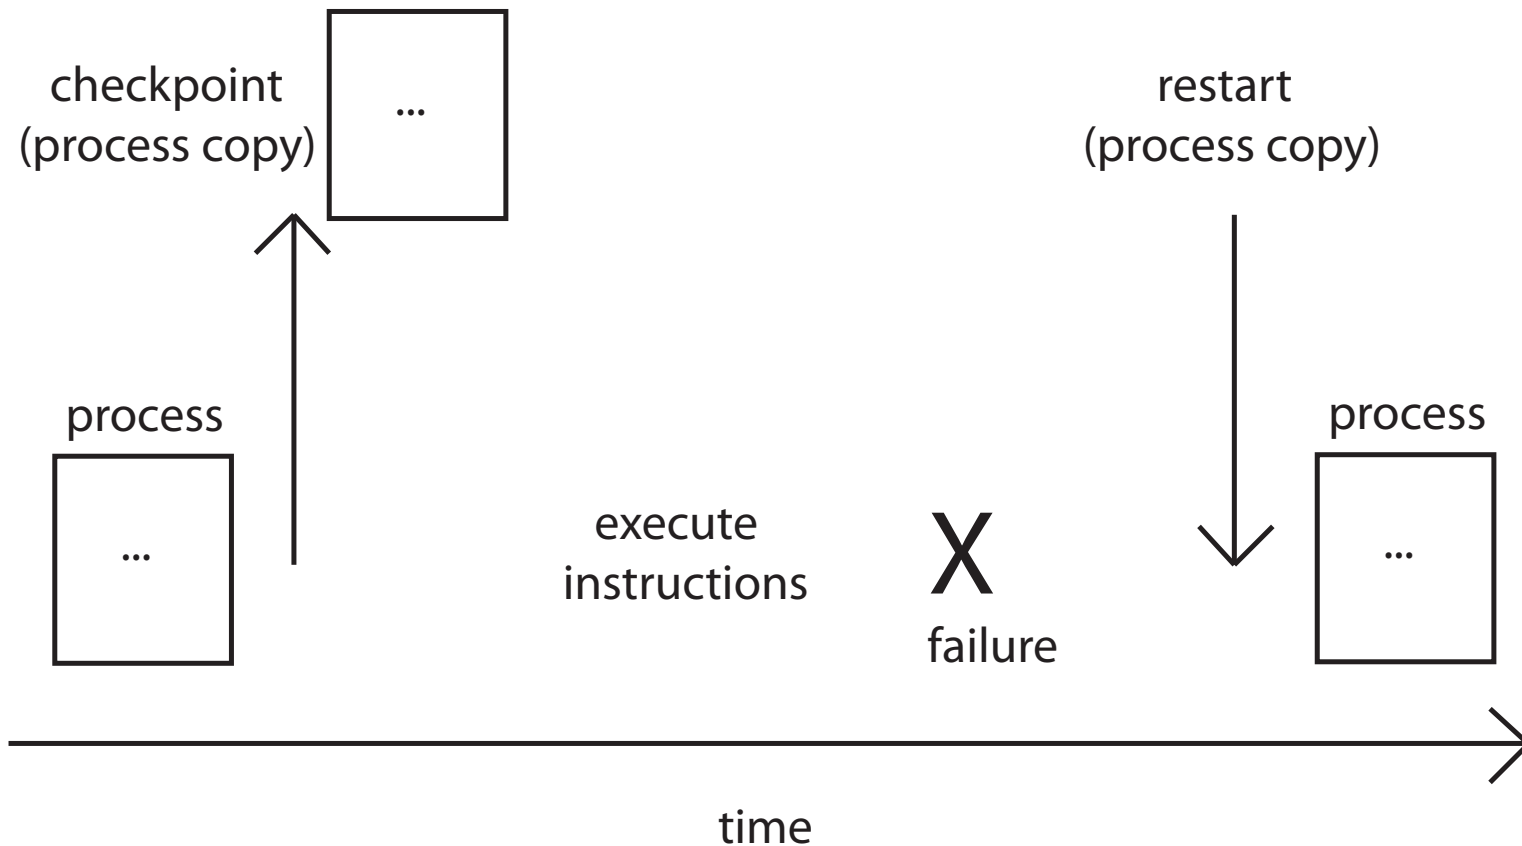 checkpoint
(process copy)
...
restart
(process copy)
process
...
process
...
execute
instructions
X
failure
time